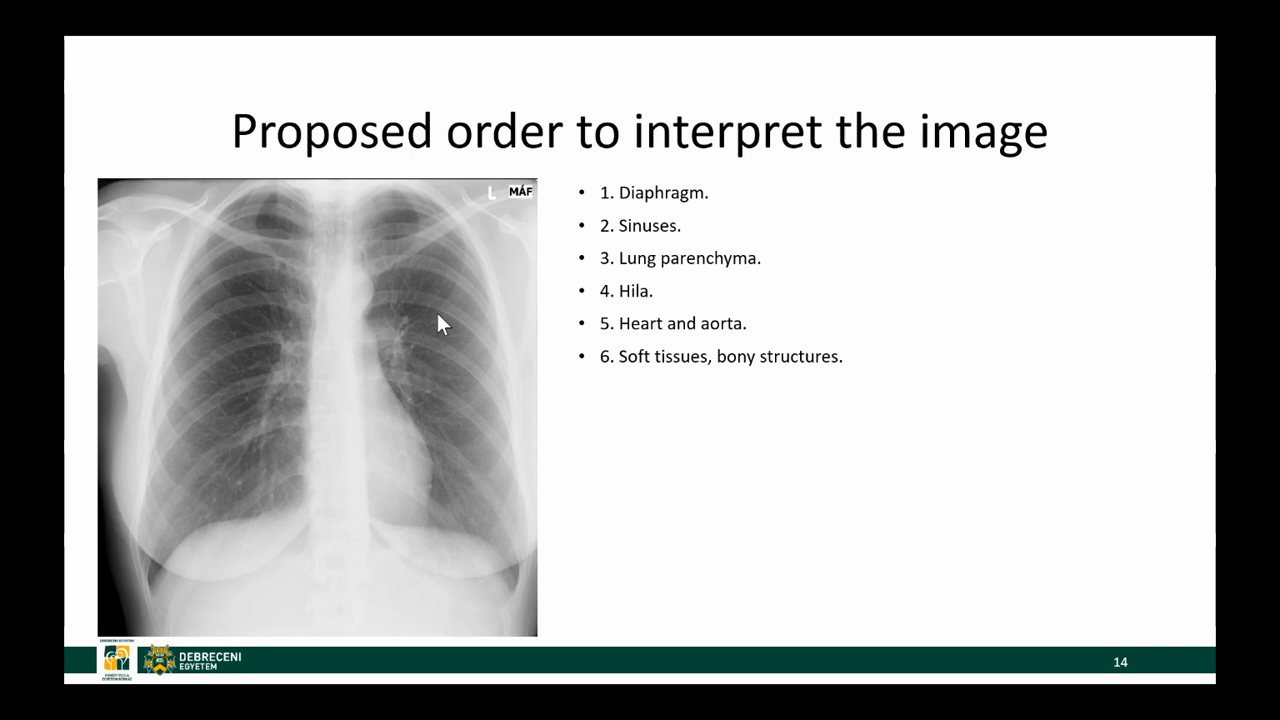 Proposed order to interpret the image
L MÁF
• 1. Diaphragm.
• 2. Sinuses.
• 3. Lung parenchyma.
• 4. Hila.
• 5. Heart and aorta.
• 6. Soft tissues, bony structures.
DEBRECENI
EGYETEM
14